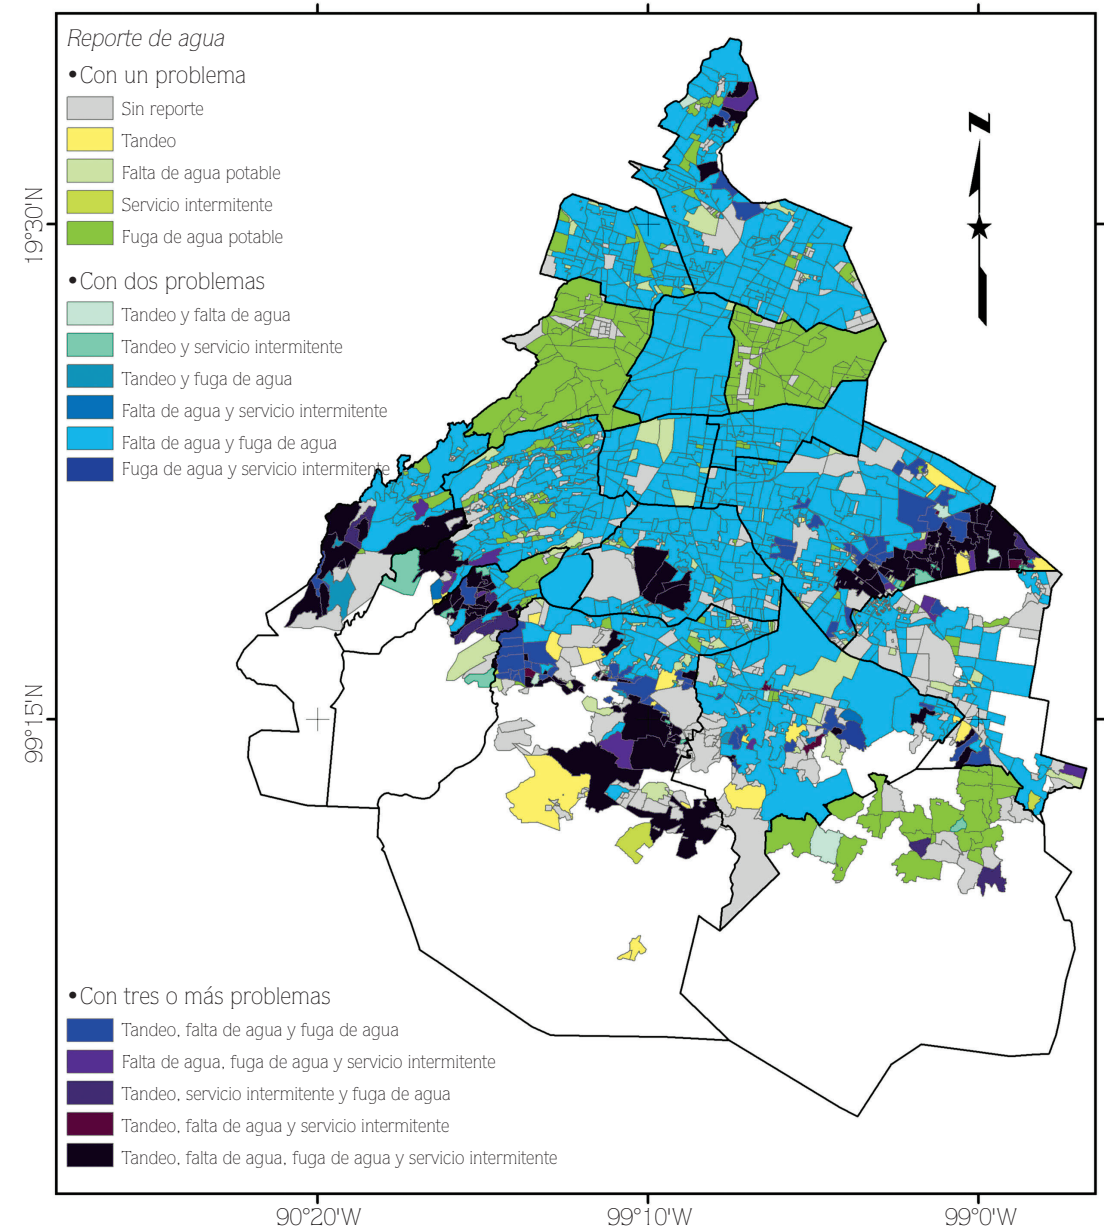 Reporte de agua
•Con un problema
Sin reporte
Tandeo
Falta de agua potable
Servicio intermitente
Fuga de agua potable
•Con dos problemas
Tandeo y falta de agua
Tandeo y servicio intermitente
Tandeo y fuga de agua
Falta de agua y servicio intermitente
Falta de agua y fuga de agua
Fuga de agua y servicio intermitente
N
19°30'N
99°15'N
•Con tres o más problemas
Tandeo, falta de agua y fuga de agua
Falta de agua, fuga de agua y servicio intermitente
Tandeo, servicio intermitente y fuga de agua
Tandeo, falta de agua y servicio intermitente
Tandeo, falta de agua, fuga de agua y servicio intermitente
90°20'W
99°10'W
99°0'W